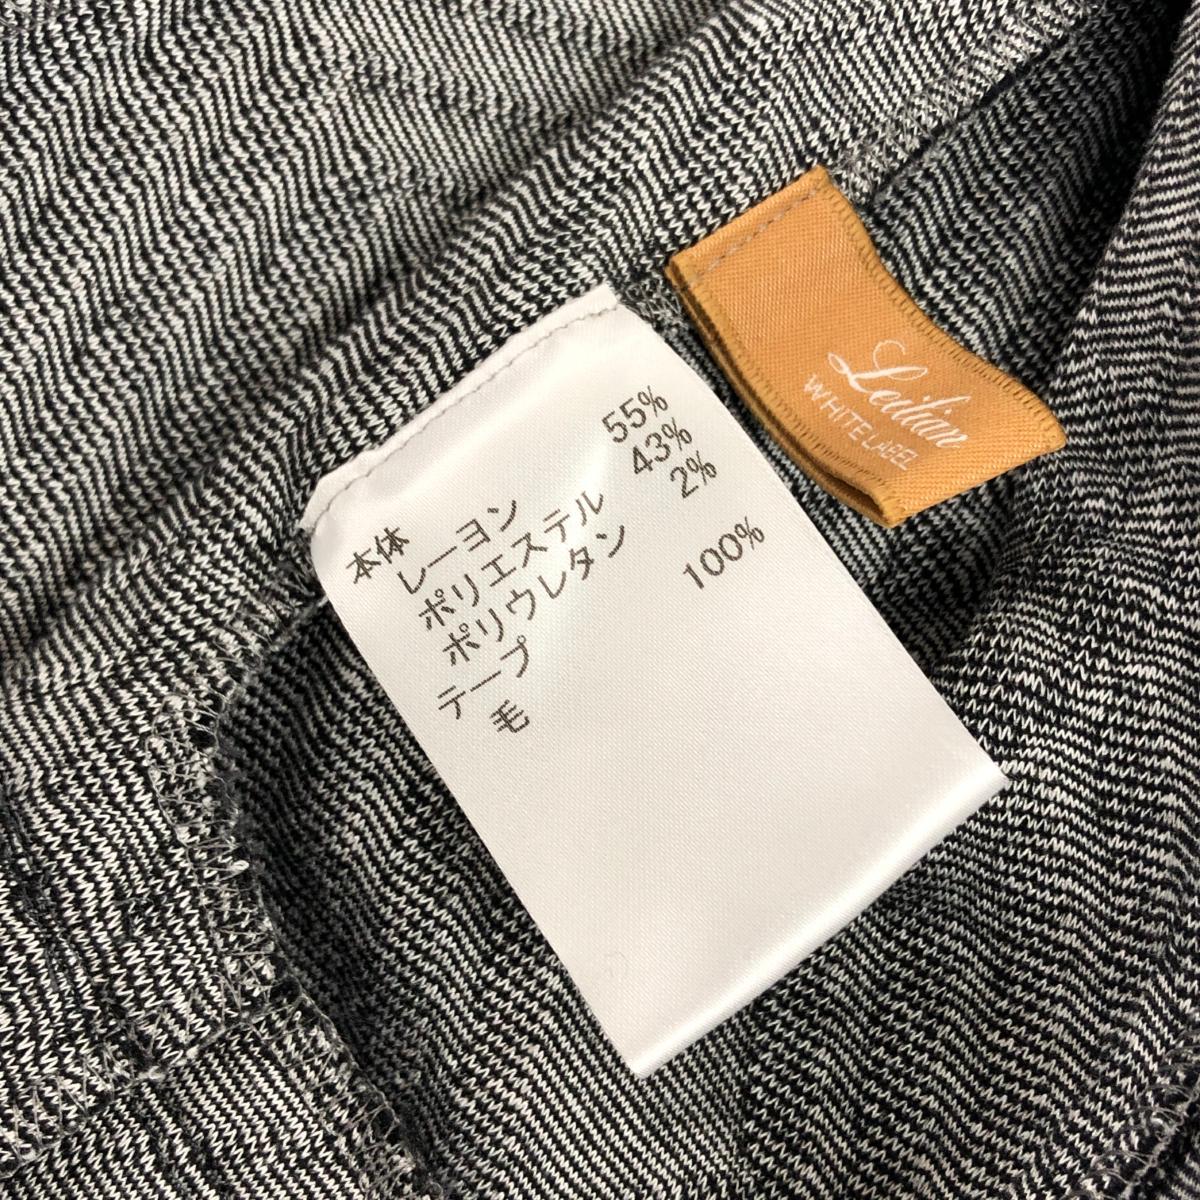 本体
レーヨン 55%
ポリエステル 43%
ポリウレタン 2%
テープ
毛 100%
Leilian
WHITE LABEL